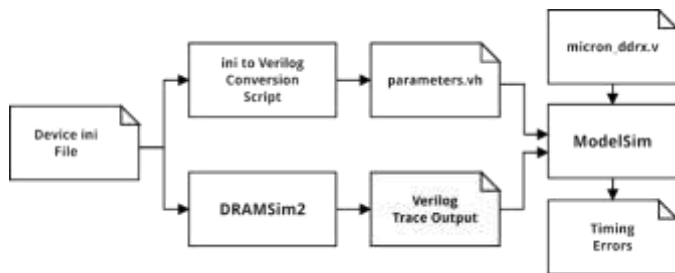 Device ini
File
ini to Verilog
Conversion
Script
parameters.vh
DRAMSim2
Verilog
Trace Output
micron_ddrx.v
ModelSim
Timing
Errors